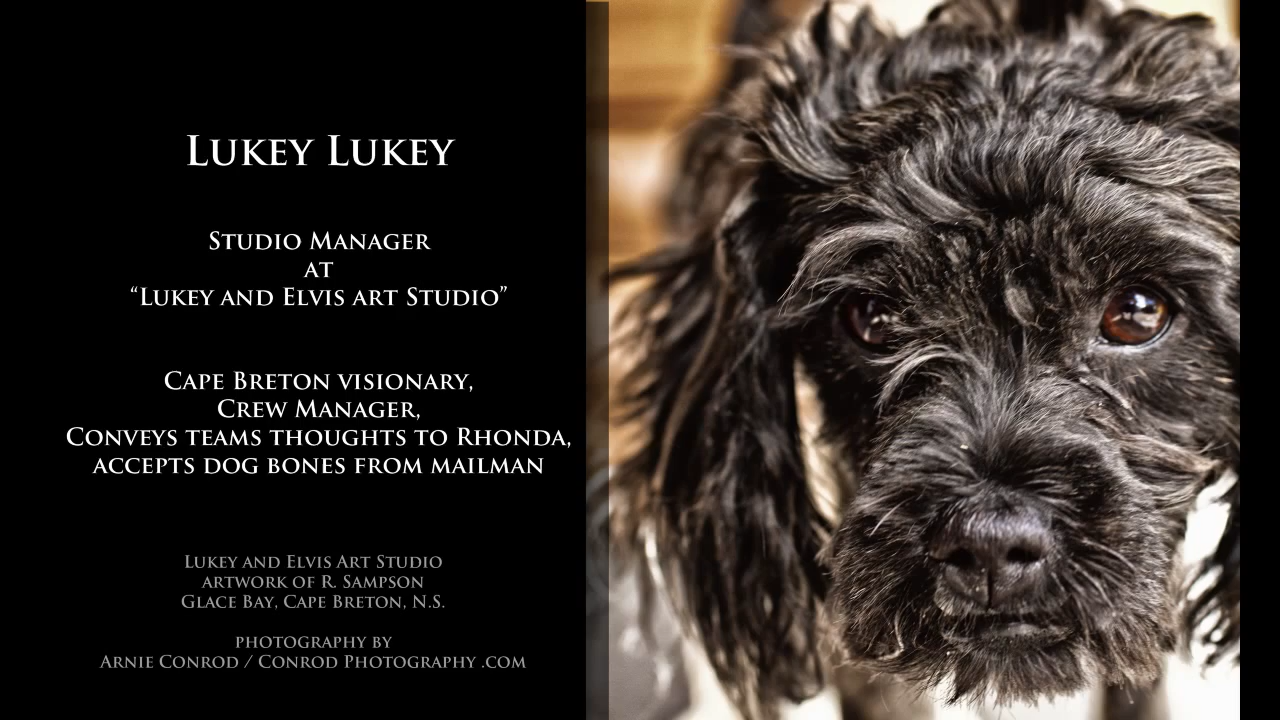 Lukey Lukey
Studio Manager
at
“Lukey and Elvis art Studio”
Cape Breton visionary,
Crew Manager,
Conveys teams thoughts to Rhonda,
accepts dog bones from mailman
Lukey and Elvis Art Studio
artwork of R. Sampson
Glace Bay, Cape Breton, N.S.
photography by
Arnie Conrod / Conrod Photography .com